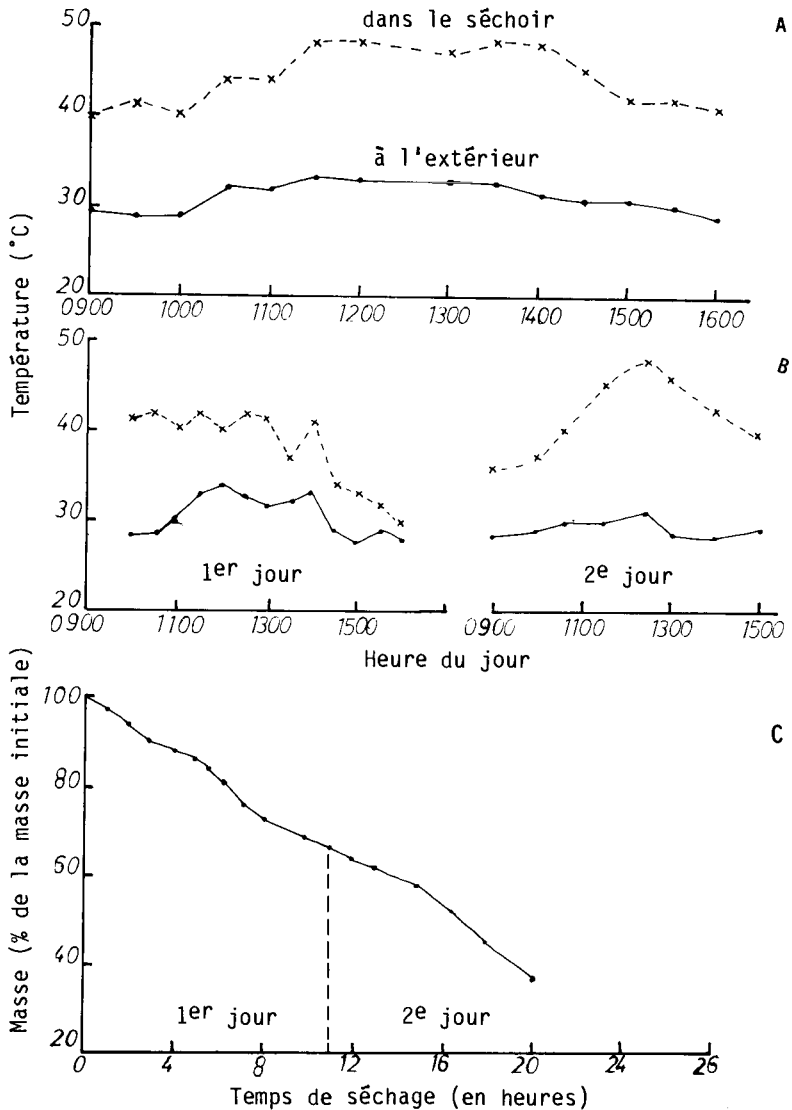 50
dans le séchoir
A
40
à l'extérieur
30
20
0900 1000 1100 1200 1300 1400 1500 1600
Température (°C)
50
B
40
30
1er jour
2e jour
20
0900 1100 1300 1500
0900 1100 1300 1500
Heure du jour
100
C
80
60
40
1er jour
2e jour
20
0 4 8 12 16 20 24 26
Masse (% de la masse initiale)
Temps de séchage (en heures)